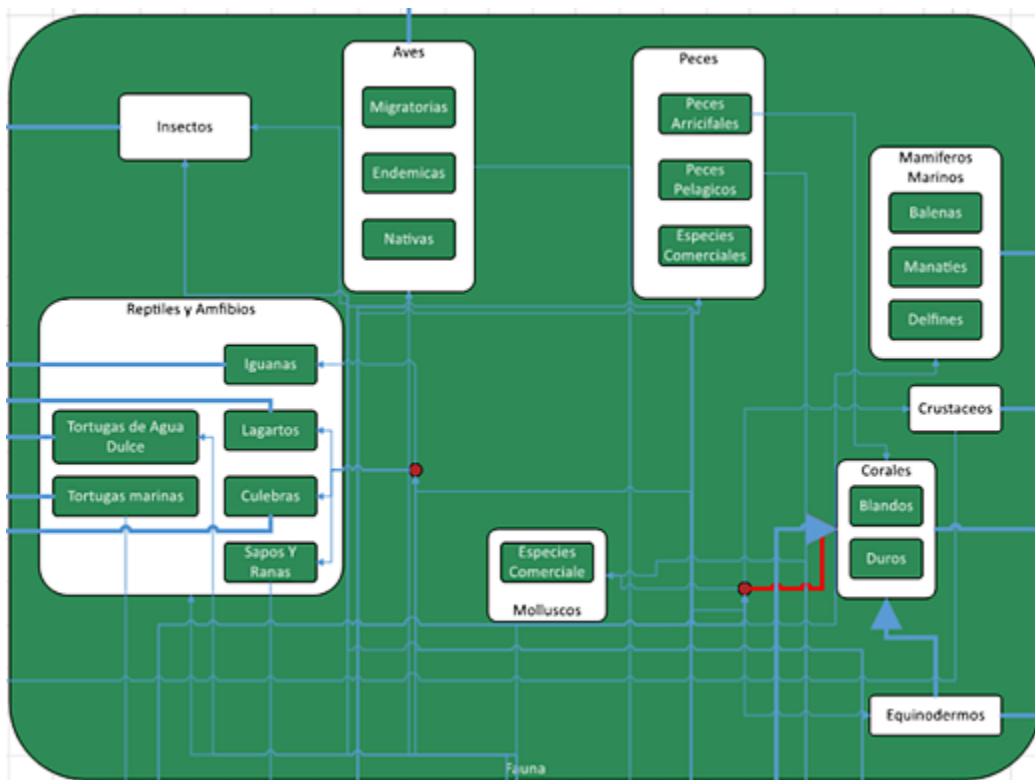 Aves
Migratorias
Endemicas
Nativas
Peces
Peces
Arricifales
Peces
Pelagicos
Especies
Comerciales
Insectos
Mamiferos
Marinos
Balenas
Manaties
Delfines
Reptiles y Amfibios
Iguanas
Lagartos
Tortugas de Agua
Dulce
Tortugas marinas
Culebras
Sapos Y
Ranas
Crustaceos
Corales
Blandos
Duros
Especies
Comerciale
Molluscos
Equinodermos
Fauna